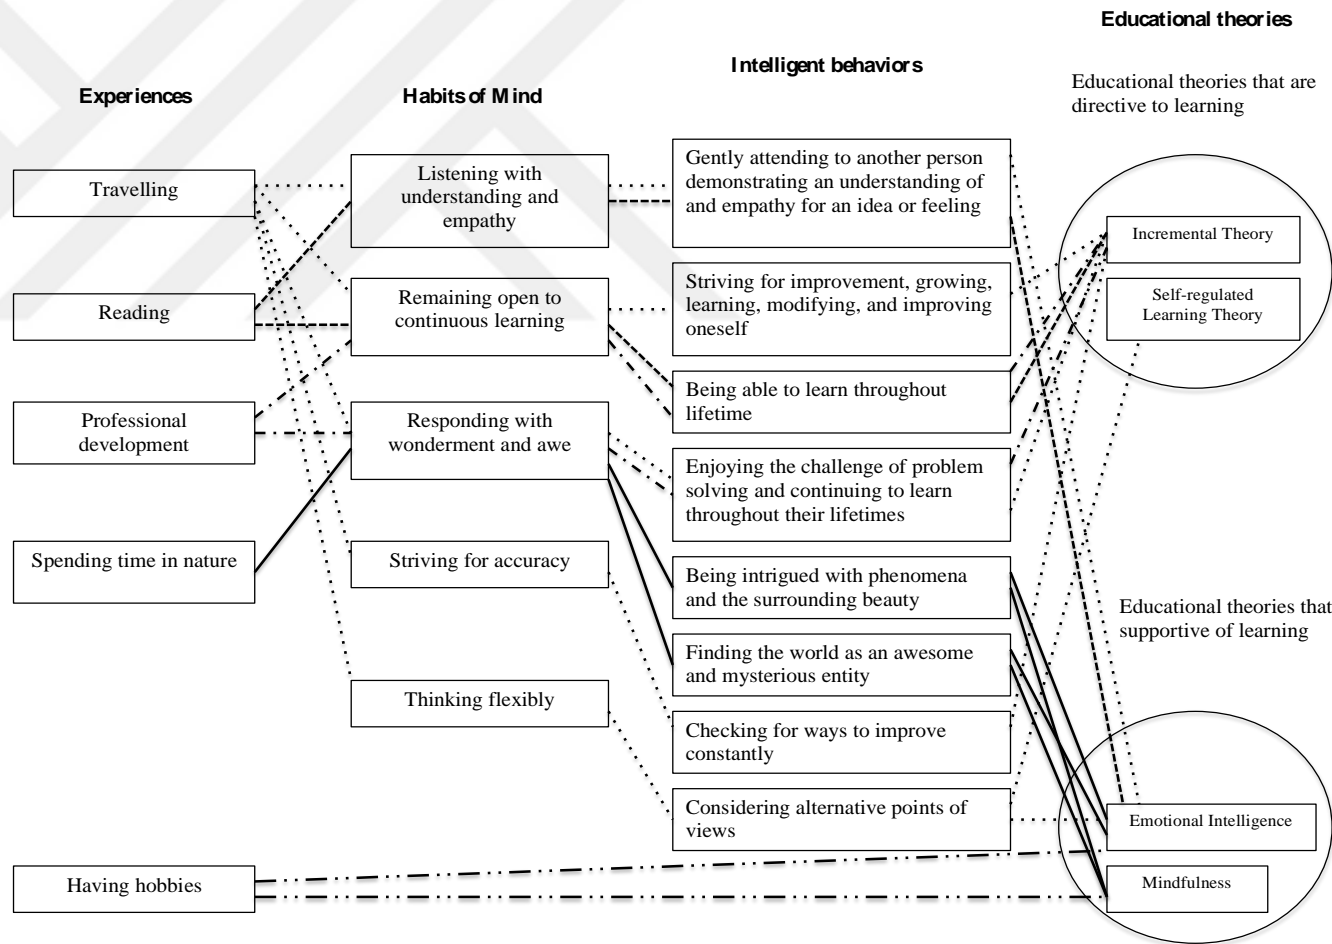 Educational theories
Intelligent behaviors
Experiences
Habits of Mind
Educational theories that are
directive to learning
Travelling
Reading
Professional
development
Spending time in nature
Having hobbies
Listening with
understanding and
empathy
Remaining open to
continuous learning
Responding with
wonderment and awe
Striving for accuracy
Thinking flexibly
Gently attending to another person
demonstrating an understanding of
and empathy for an idea or feeling
Striving for improvement, growing,
learning, modifying, and improving
oneself
Being able to learn throughout
lifetime
Enjoying the challenge of problem
solving and continuing to learn
throughout their lifetimes
Being intrigued with phenomena
and the surrounding beauty
Finding the world as an awesome
and mysterious entity
Checking for ways to improve
constantly
Considering alternative points of
views
Incremental Theory
Self-regulated
Learning Theory
Educational theories that
supportive of learning
Emotional Intelligence
Mindfulness